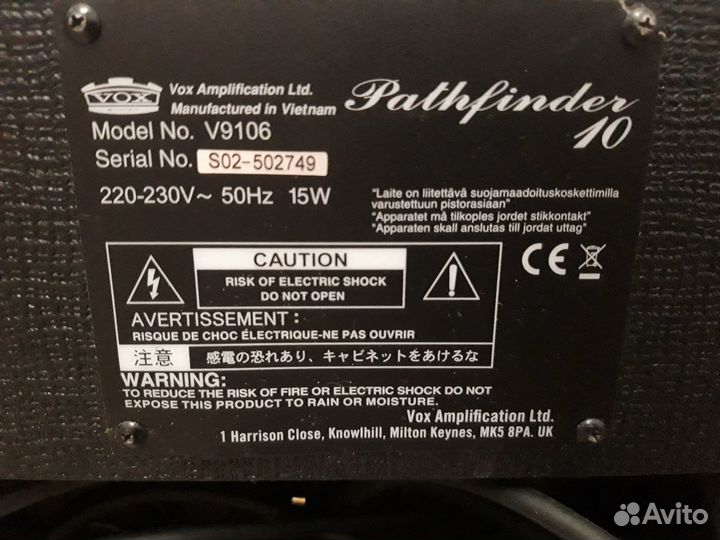 VOX
Vox Amplification Ltd.
Manufactured in Vietnam
Pathfinder
10
Model No. V9106
Serial No. S02-502749
220-230V~ 50Hz 15W
"Laite on liitettävä suojamaadoituskoskettimilla
varustettuun pistorasiaan"
"Apparatet må tilkoples jordet stikkontakt"
"Apparaten skall anslutas till jordat uttag"
CAUTION
RISK OF ELECTRIC SHOCK
DO NOT OPEN
AVERTISSEMENT :
RISQUE DE CHOC ÉLECTRIQUE-NE PAS OUVRIR
注意 感電の恐れあり、キャビネットをあけるな
CE
WARNING:
TO REDUCE THE RISK OF FIRE OR ELECTRIC SHOCK DO NOT
EXPOSE THIS PRODUCT TO RAIN OR MOISTURE.
Vox Amplification Ltd.
1 Harrison Close, Knowlhill, Milton Keynes, MK5 8PA. UK
Avito